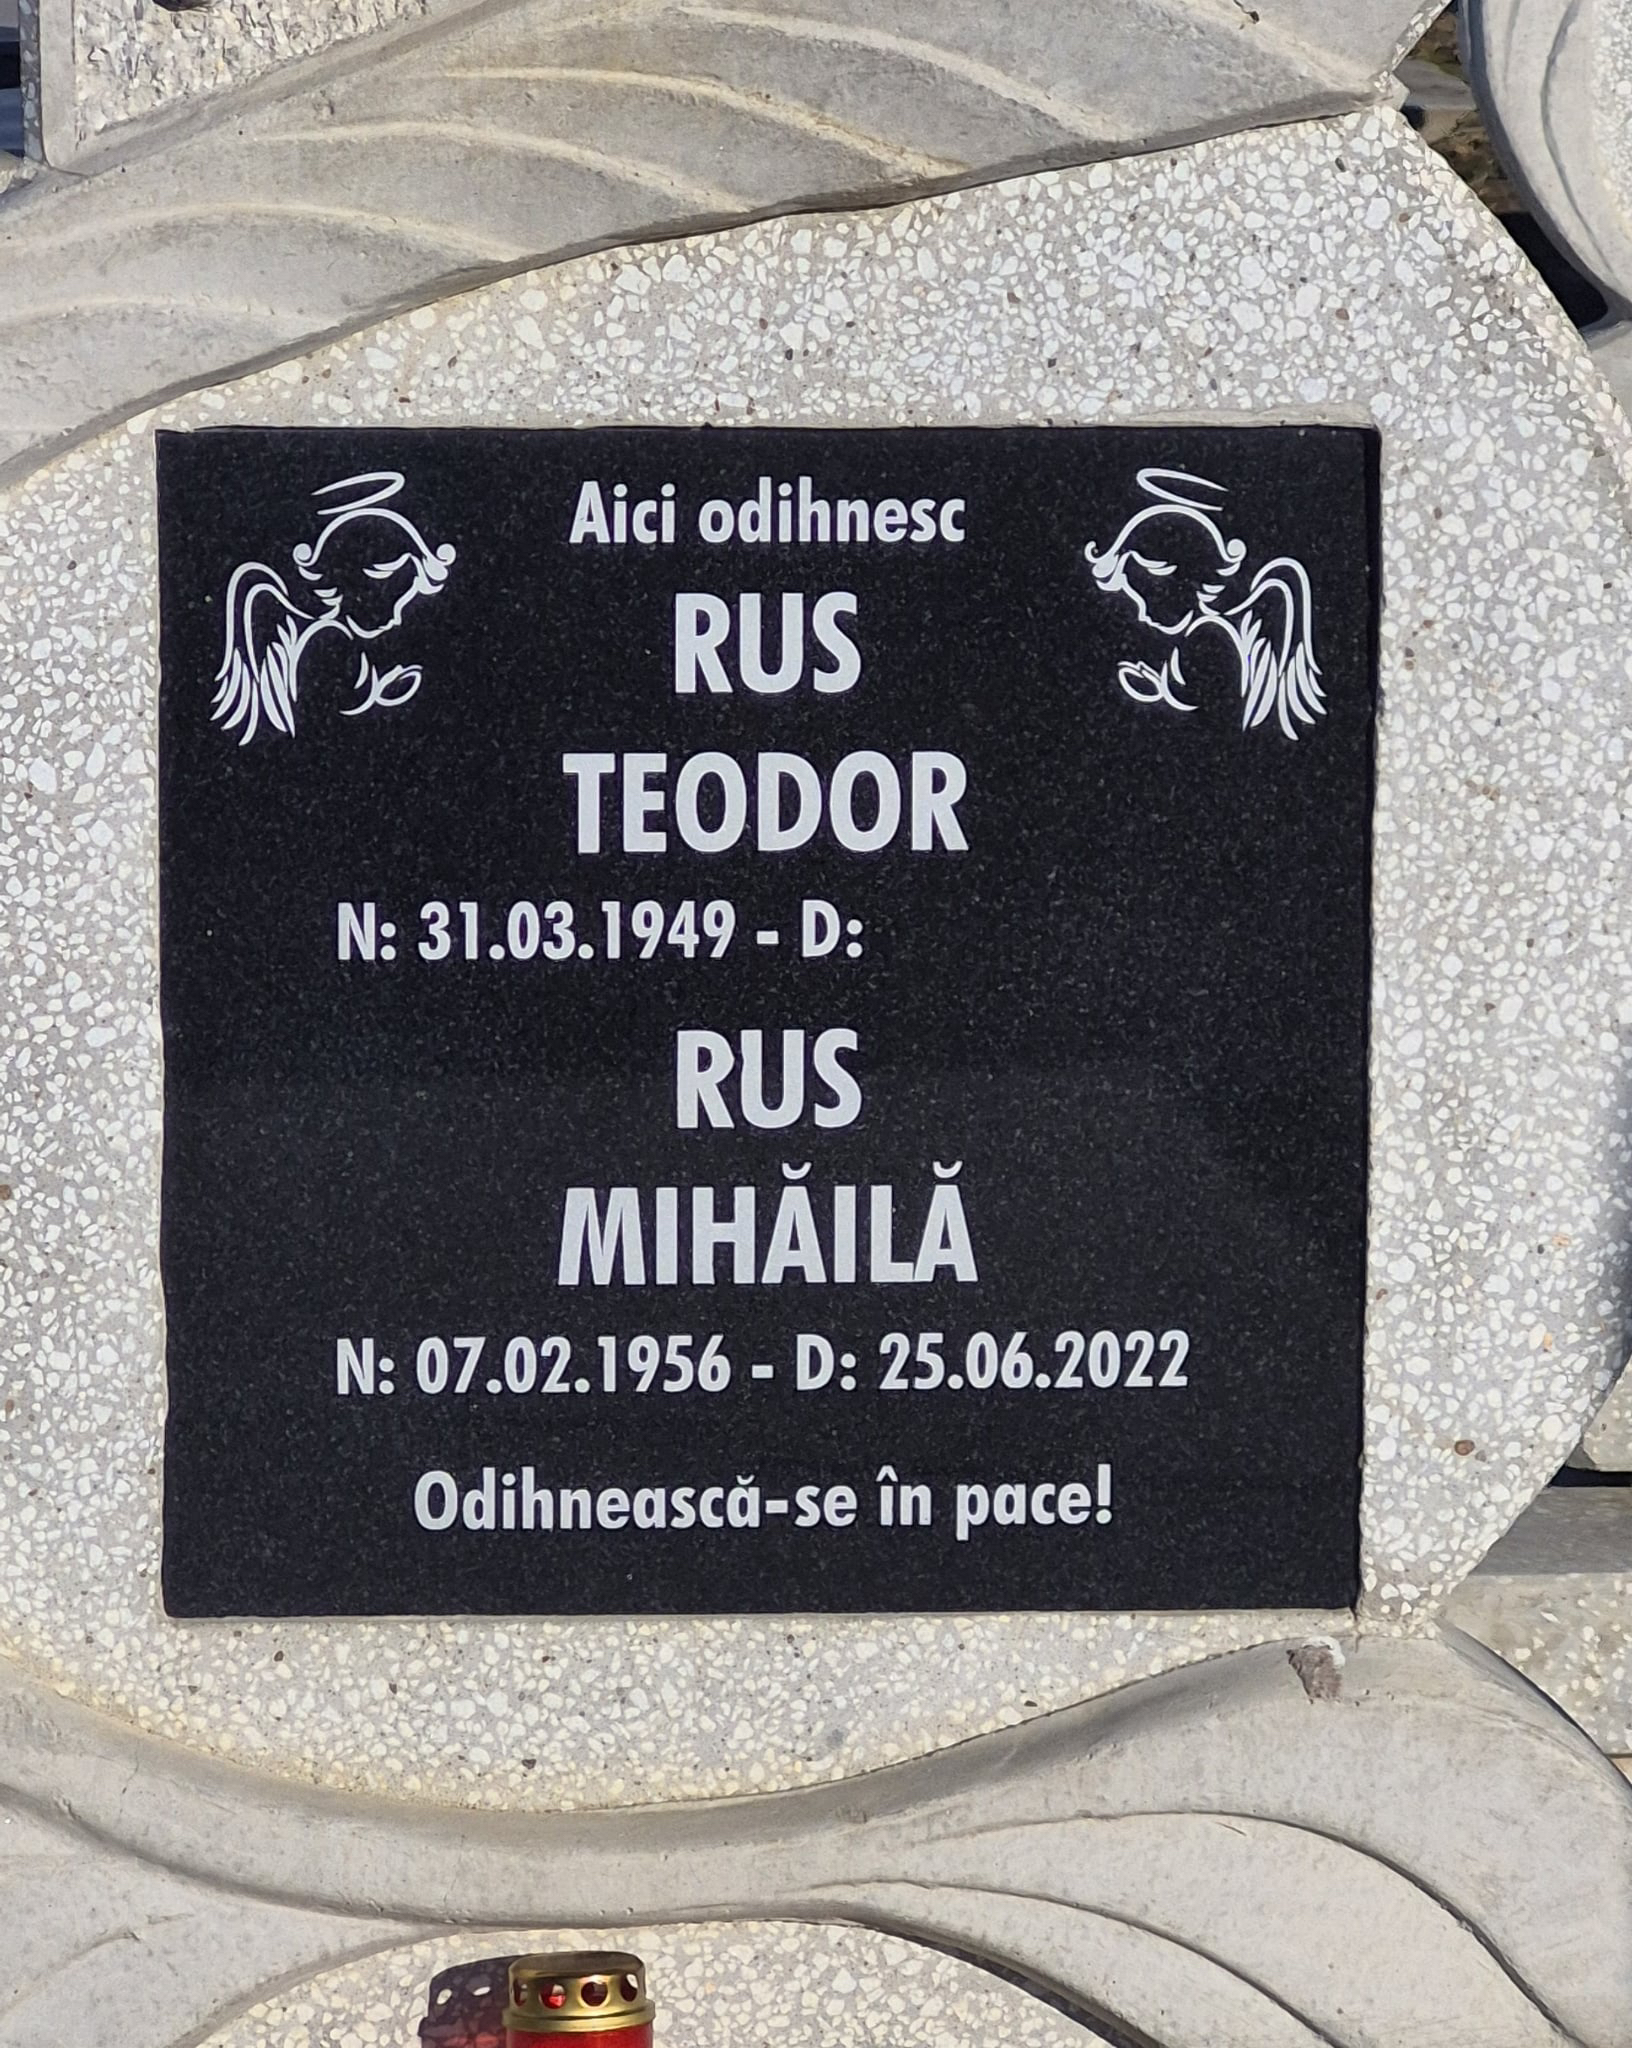 Aici odihnesc
RUS
TEODOR
N: 31.03.1949 - D:
RUS
MIHĂILĂ
N: 07.02.1956 - D: 25.06.2022
Odihnească-se în pace!